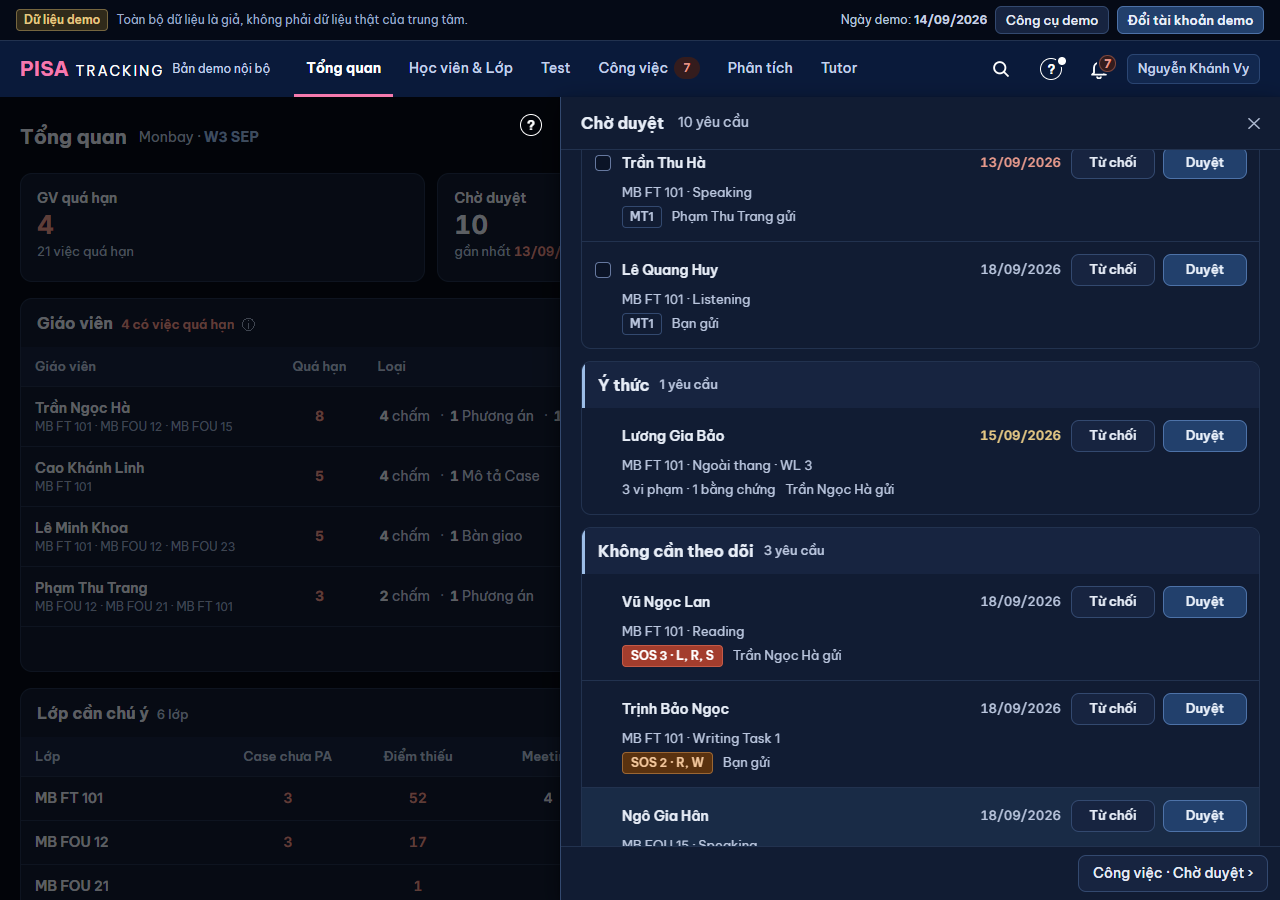 Dữ liệu demo Toàn bộ dữ liệu là giả, không phải dữ liệu thật của trung tâm. Ngày demo: 14/09/2026 Công cụ demo Đổi tài khoản demo
PISA TRACKING Bản demo nội bộ Tổng quan Học viên & Lớp Test Công việc 7 Phân tích Tutor ? 7 Nguyễn Khánh Vy
Tổng quan Monbay · W3 SEP ?
GV quá hạn
4
21 việc quá hạn
Chờ duyệt
10
gần nhất 13/09/
Giáo viên 4 có việc quá hạn ⓘ
Giáo viên Quá hạn Loại
Trần Ngọc Hà 8 4 chấm · 1 Phương án · 1
MB FT 101 · MB FOU 12 · MB FOU 15
Cao Khánh Linh 5 4 chấm · 1 Mô tả Case
MB FT 101
Lê Minh Khoa 5 4 chấm · 1 Bàn giao
MB FT 101 · MB FOU 12 · MB FOU 23
Phạm Thu Trang 3 2 chấm · 1 Phương án
MB FOU 12 · MB FOU 21 · MB FT 101
Lớp cần chú ý 6 lớp
Lớp Case chưa PA Điểm thiếu Meeti
MB FT 101 3 52 4
MB FOU 12 3 17
MB FOU 21 1
Chờ duyệt 10 yêu cầu
Trần Thu Hà 13/09/2026 Từ chối Duyệt
MB FT 101 · Speaking
MT1 Phạm Thu Trang gửi
Lê Quang Huy 18/09/2026 Từ chối Duyệt
MB FT 101 · Listening
MT1 Bạn gửi
Ý thức 1 yêu cầu
Lương Gia Bảo 15/09/2026 Từ chối Duyệt
MB FT 101 · Ngoài thang · WL 3
3 vi phạm · 1 bằng chứng Trần Ngọc Hà gửi
Không cần theo dõi 3 yêu cầu
Vũ Ngọc Lan 18/09/2026 Từ chối Duyệt
MB FT 101 · Reading
SOS 3 · L, R, S Trần Ngọc Hà gửi
Trịnh Bảo Ngọc 18/09/2026 Từ chối Duyệt
MB FT 101 · Writing Task 1
SOS 2 · R, W Bạn gửi
Ngô Gia Hân 18/09/2026 Từ chối Duyệt
MB FOU 15 · Speaking
Công việc · Chờ duyệt ›